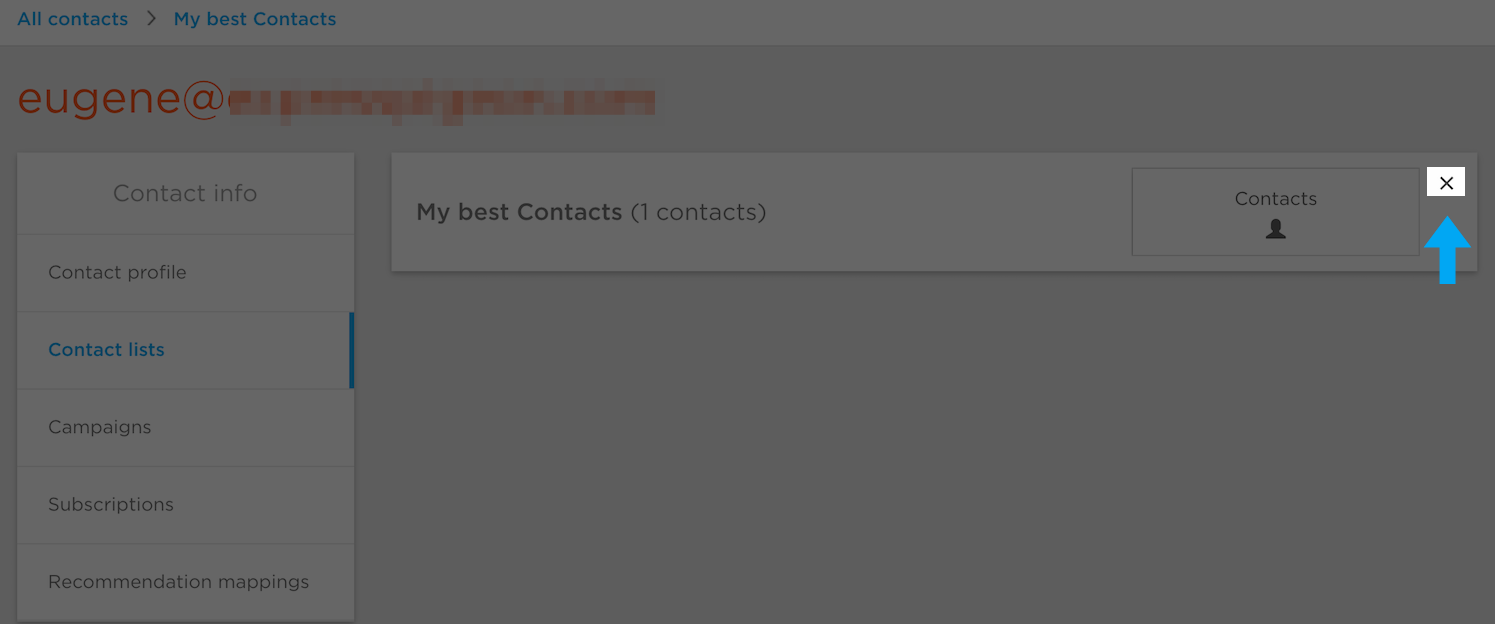 All contacts > My best Contacts
eugene@
Contact info
Contact profile
Contact lists
Campaigns
Subscriptions
Recommendation mappings
My best Contacts (1 contacts)
Contacts